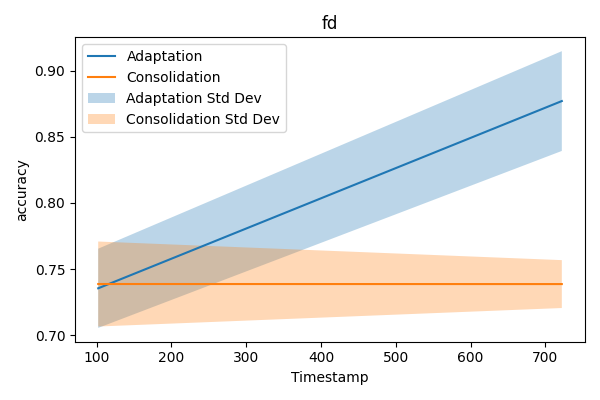 fd
Adaptation
Consolidation
Adaptation Std Dev
Consolidation Std Dev
accuracy
0.90
0.85
0.80
0.75
0.70
100 200 300 400 500 600 700
Timestamp